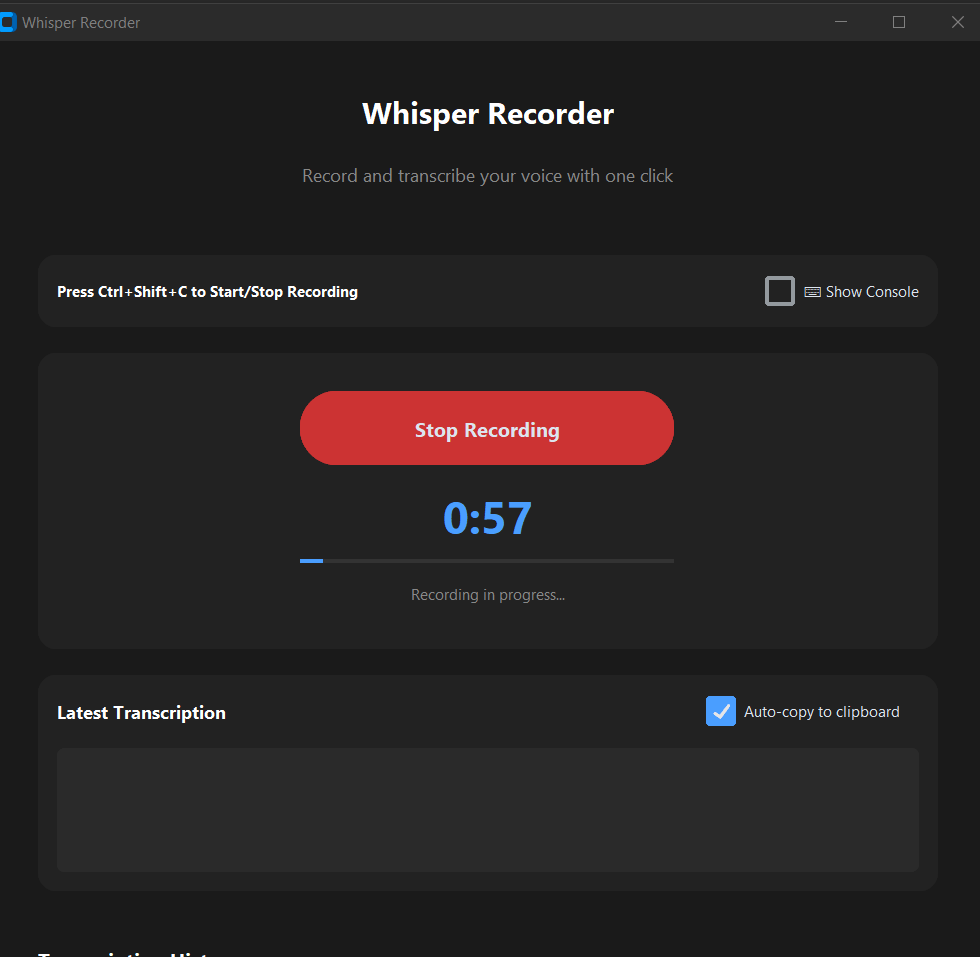 Whisper Recorder
Whisper Recorder
Record and transcribe your voice with one click
Press Ctrl+Shift+C to Start/Stop Recording
Show Console
Stop Recording
0:57
Recording in progress...
Latest Transcription
Auto-copy to clipboard